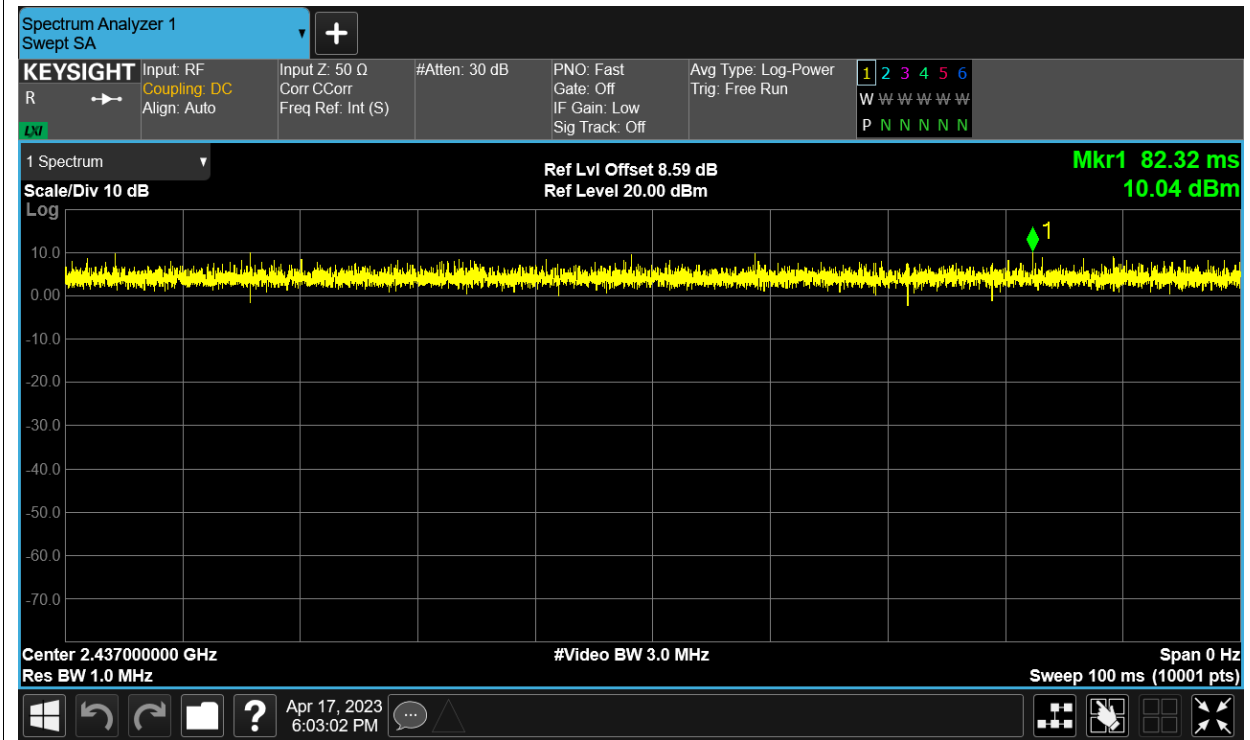 Spectrum Analyzer 1
Swept SA
KEYSIGHT
R
LXI
Input: RF
Coupling: DC
Align: Auto
Input Z: 50 Ω
Corr CCorr
Freq Ref: Int (S)
#Atten: 30 dB
PNO: Fast
Gate: Off
IF Gain: Low
Sig Track: Off
Avg Type: Log-Power
Trig: Free Run
1 2 3 4 5 6
W W W W W W
P N N N N N
1 Spectrum
Scale/Div 10 dB
Ref Lvl Offset 8.59 dB
Ref Level 20.00 dBm
Mkr1 82.32 ms
10.04 dBm
Log
1
10.0
0.00
-10.0
-20.0
-30.0
-40.0
-50.0
-60.0
-70.0
Center 2.437000000 GHz
#Video BW 3.0 MHz
Span 0 Hz
Res BW 1.0 MHz
Sweep 100 ms (10001 pts)
?
Apr 17, 2023
6:03:02 PM